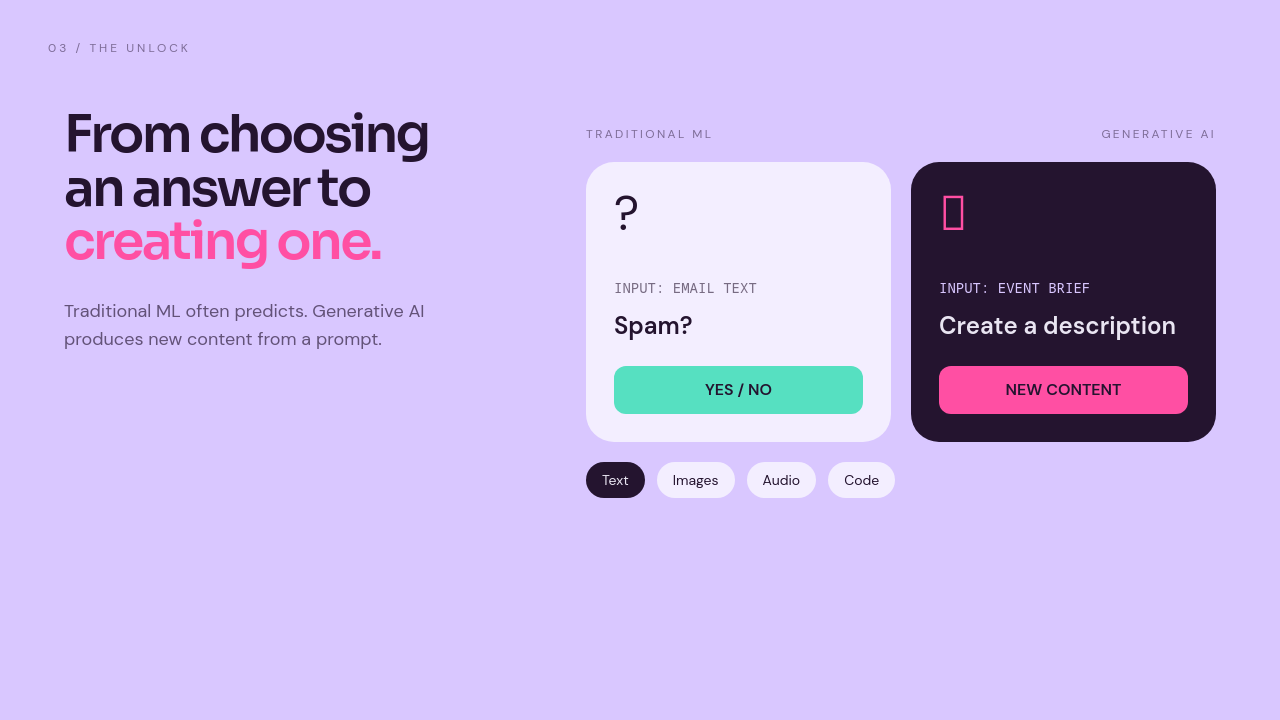 03 / THE UNLOCK
From choosing
an answer to
creating one.
Traditional ML often predicts. Generative AI
produces new content from a prompt.
TRADITIONAL ML
GENERATIVE AI
?
INPUT: EMAIL TEXT
Spam?
YES / NO
INPUT: EVENT BRIEF
Create a description
NEW CONTENT
Text
Images
Audio
Code